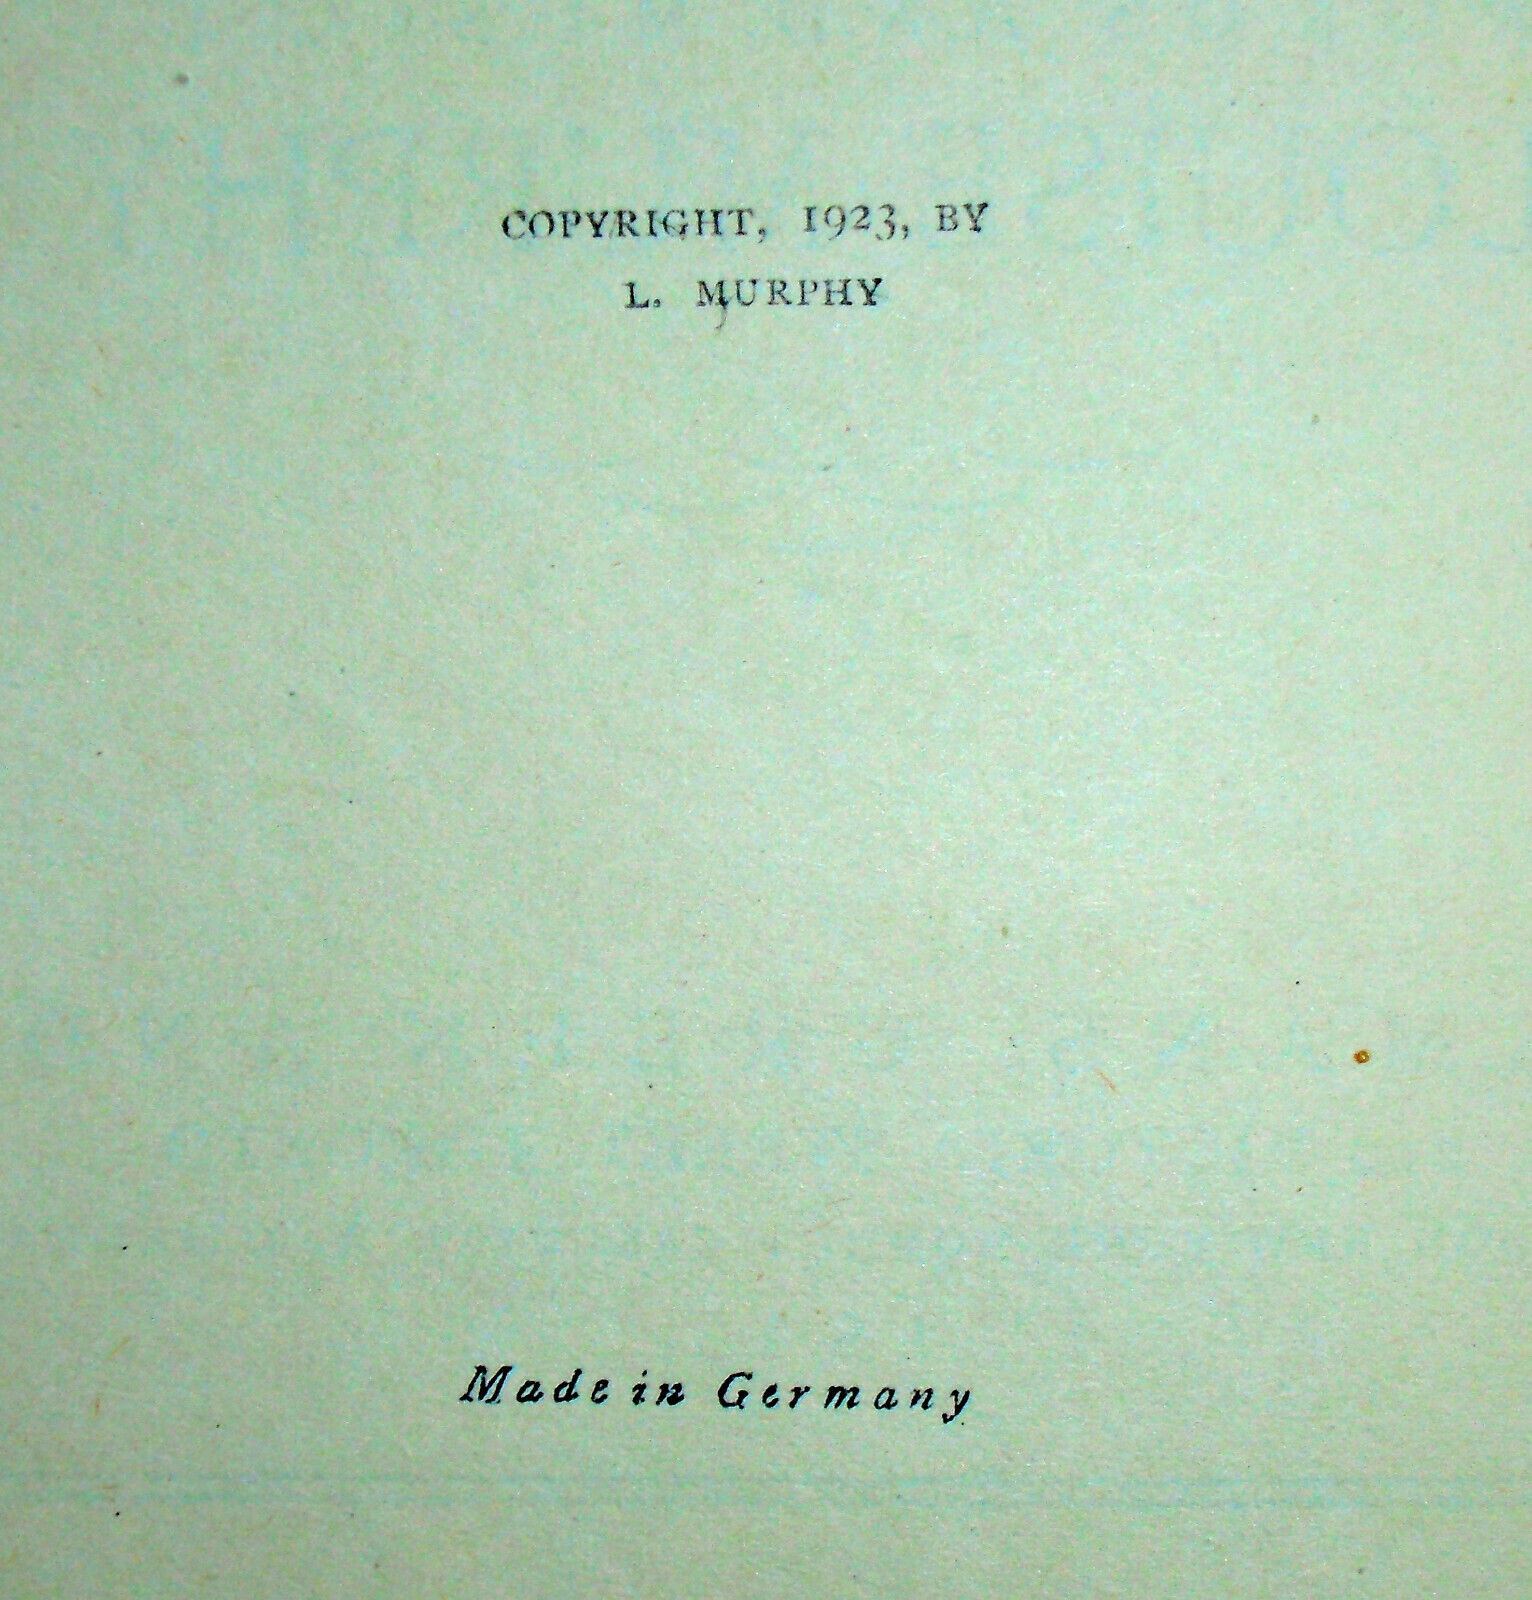 COPYRIGHT, 1923, BY
L. MURPHY
Made in Germany